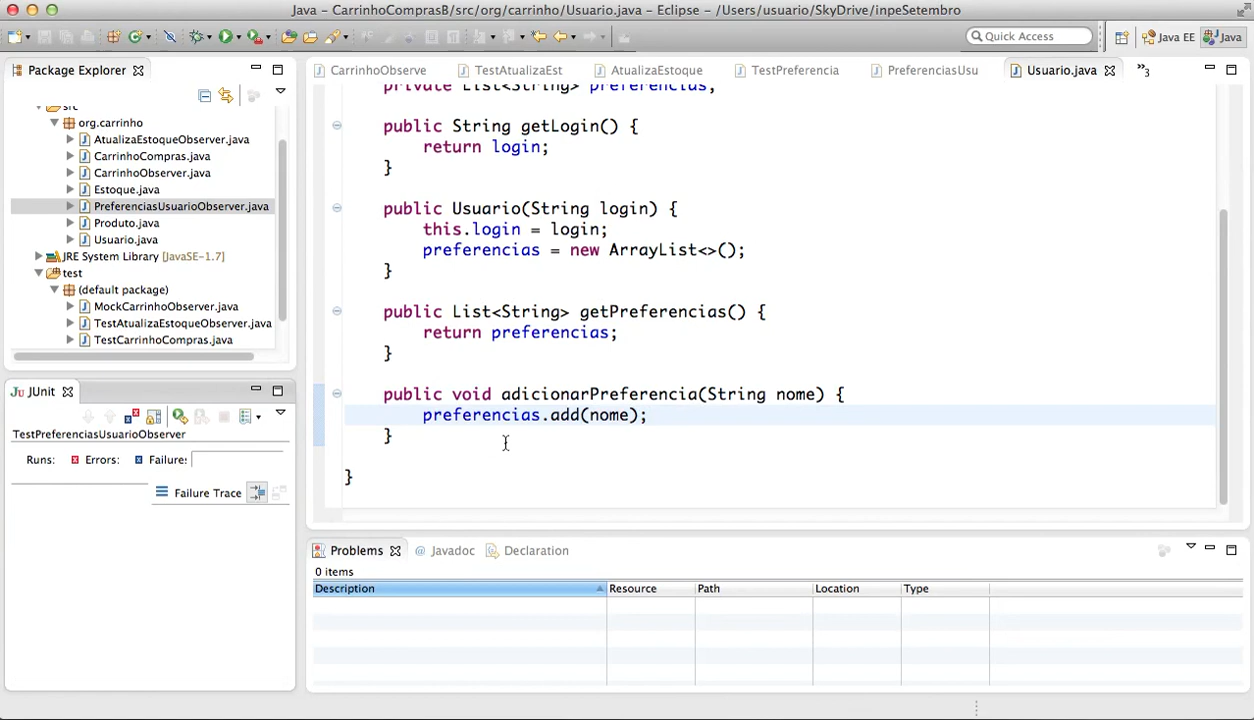 Java - CarrinhoComprasB/src/org/carrinho/Usuario.java - Eclipse - /Users/usuario/SkyDrive/inpeSetembro
Quick Access
Java EE
Java
Package Explorer
src
org.carrinho
AtualizaEstoqueObserver.java
CarrinhoCompras.java
CarrinhoObserver.java
Estoque.java
PreferenciasUsuarioObserver.java
Produto.java
Usuario.java
JRE System Library [JavaSE-1.7]
test
(default package)
MockCarrinhoObserver.java
TestAtualizaEstoqueObserver.java
TestCarrinhoCompras.java
JUnit
TestPreferenciasUsuarioObserver
Runs: Errors: Failure:
Failure Trace
CarrinhoObserve TestAtualizaEst AtualizaEstoque TestPreferencia PreferenciasUsu Usuario.java »3
private List<String> preferencias;
public String getLogin() {
return login;
}
public Usuario(String login) {
this.login = login;
preferencias = new ArrayList<>();
}
public List<String> getPreferencias() {
return preferencias;
}
public void adicionarPreferencia(String nome) {
preferencias.add(nome);
}
}
Problems @ Javadoc Declaration
0 items
Description Resource Path Location Type